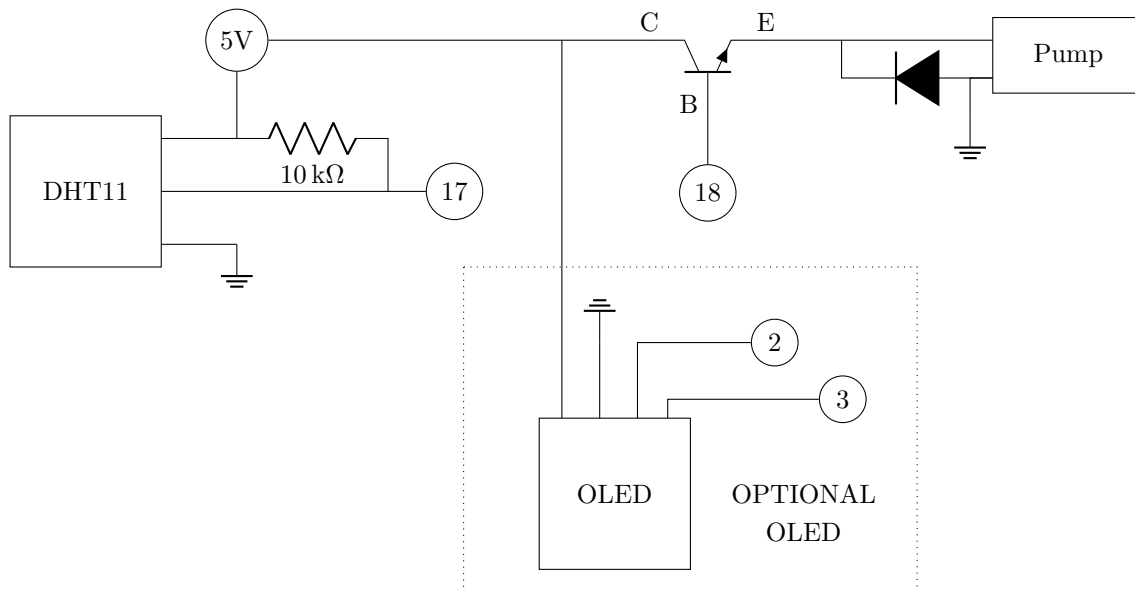 5V
C
E
Pump
B
DHT11
10 kΩ
17
18
2
3
OLED
OPTIONAL
OLED